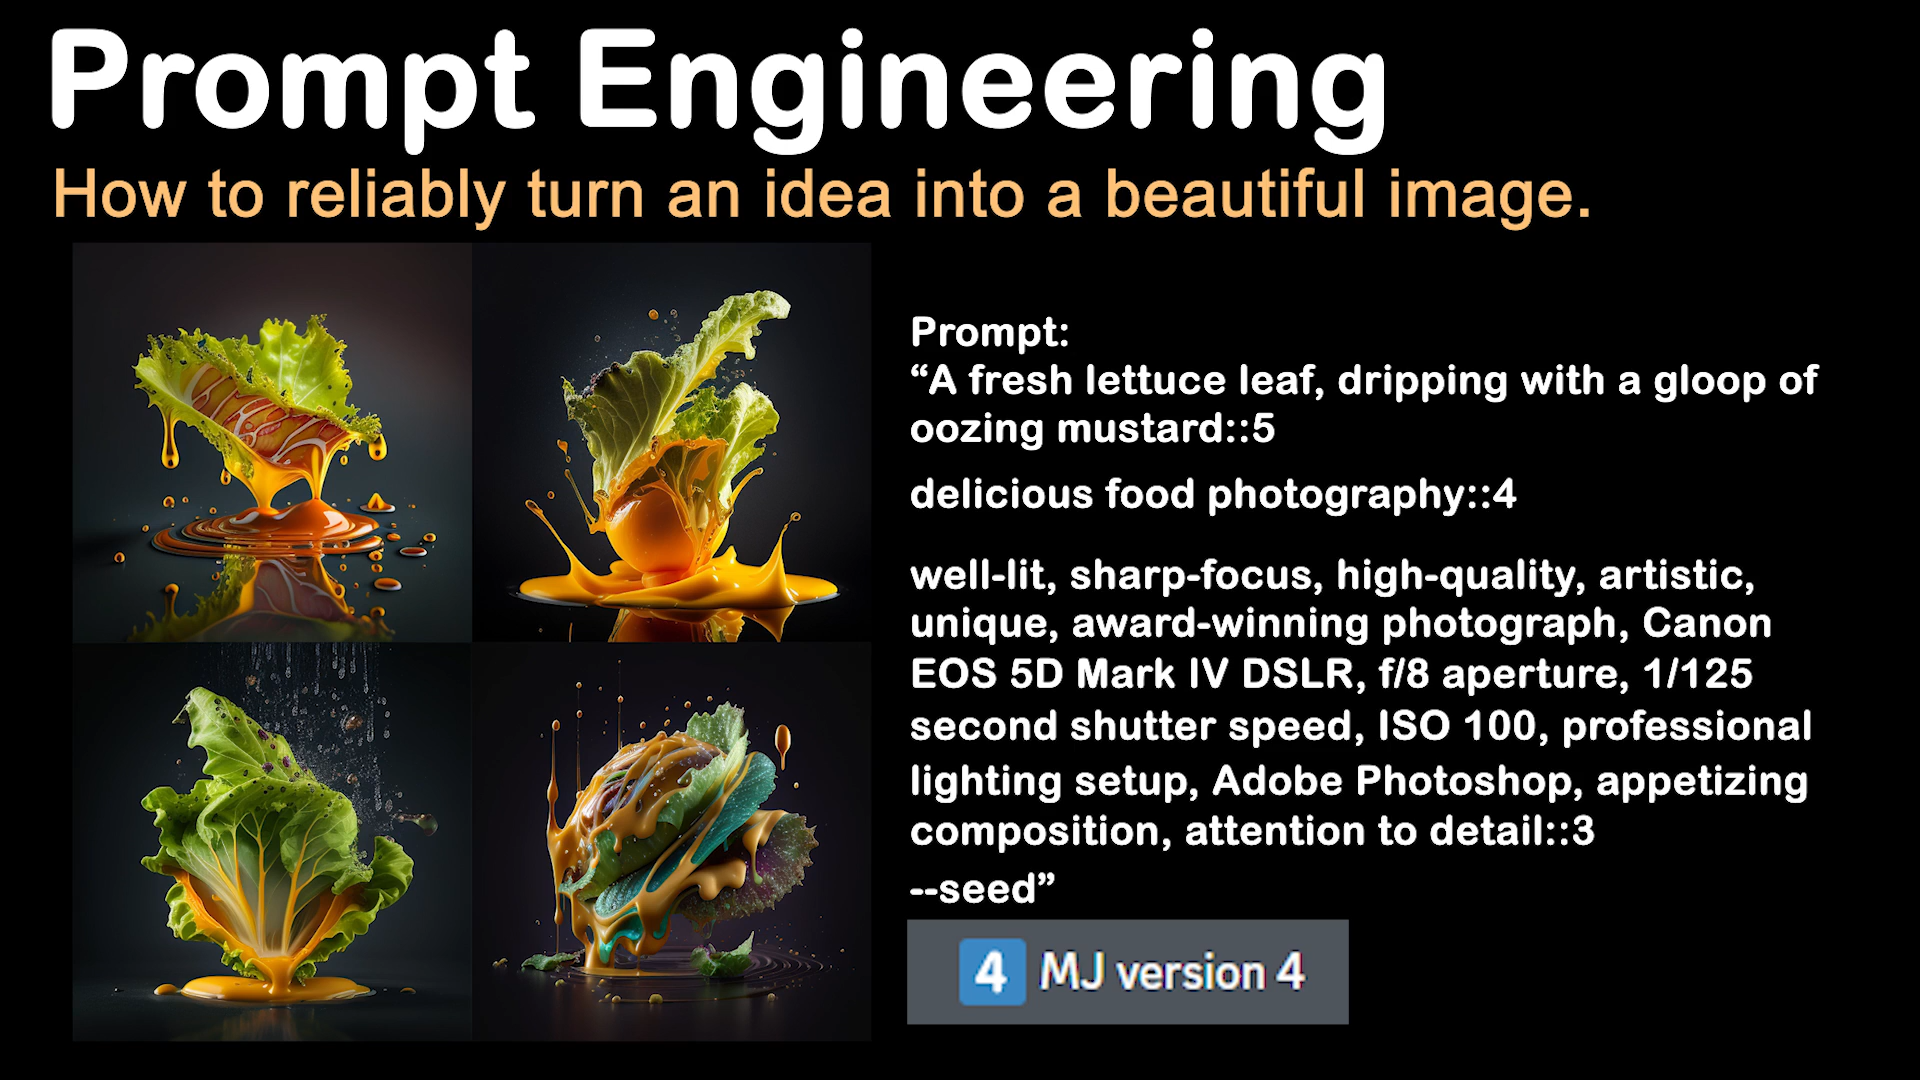 Prompt Engineering
How to reliably turn an idea into a beautiful image.
Prompt:
“A fresh lettuce leaf, dripping with a gloop of
oozing mustard::5
delicious food photography::4
well-lit, sharp-focus, high-quality, artistic,
unique, award-winning photograph, Canon
EOS 5D Mark IV DSLR, f/8 aperture, 1/125
second shutter speed, ISO 100, professional
lighting setup, Adobe Photoshop, appetizing
composition, attention to detail::3
--seed”
4 MJ version 4